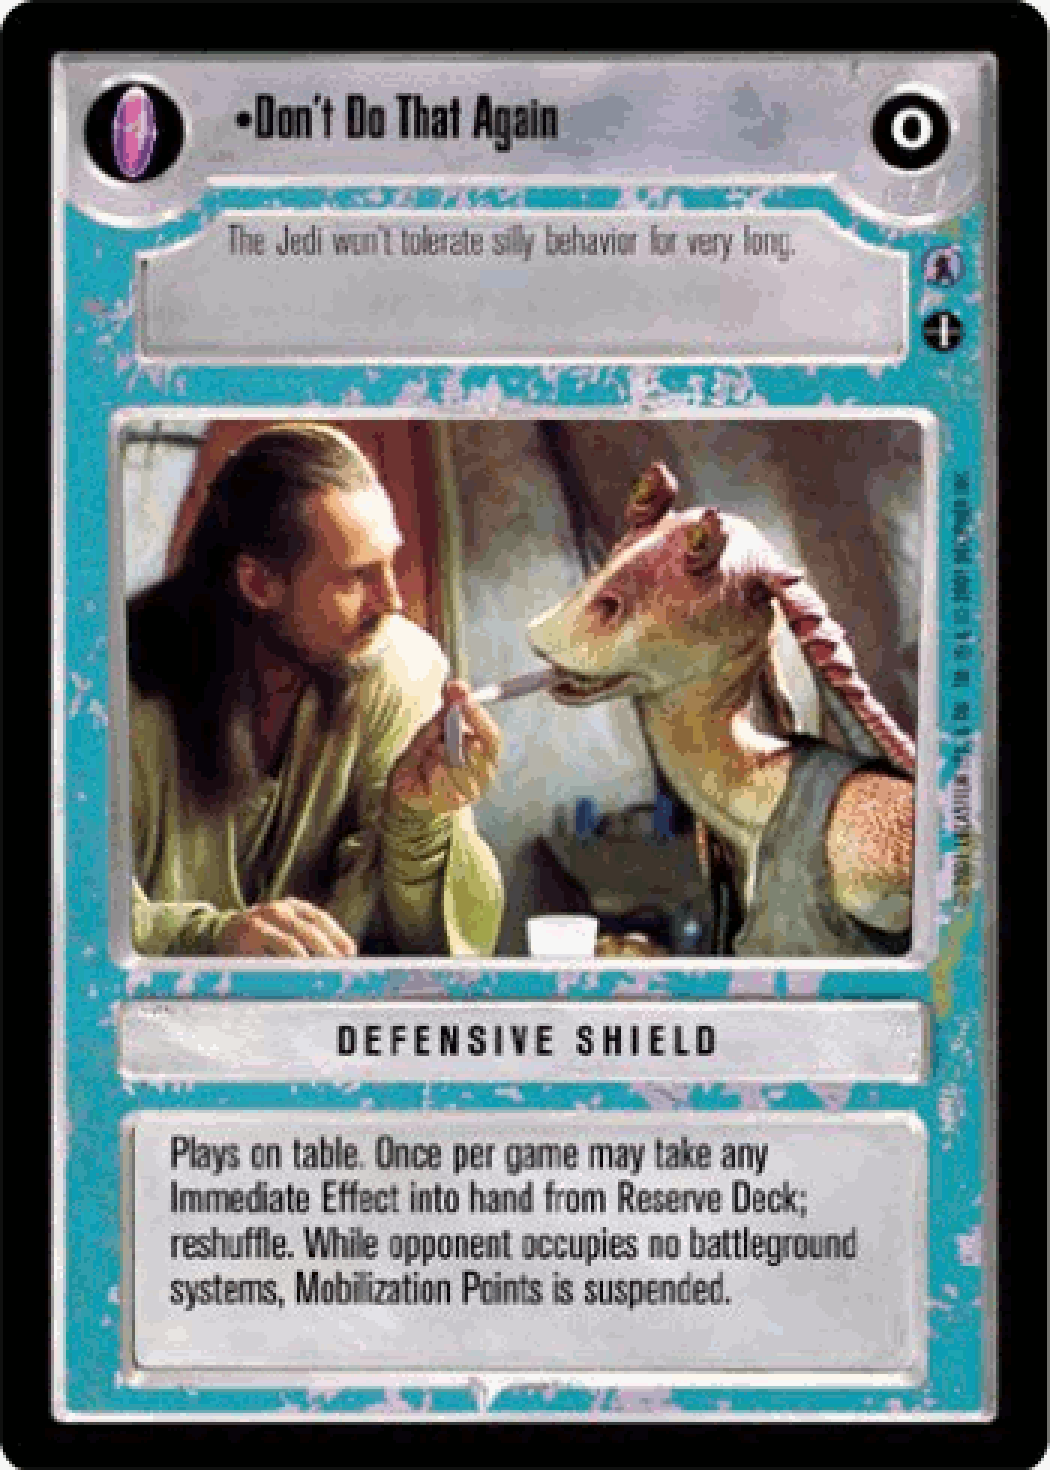 •Don't Do That Again
0
The Jedi won't tolerate silly behavior for very long.
DEFENSIVE SHIELD
Plays on table. Once per game may take any
Immediate Effect into hand from Reserve Deck;
reshuffle. While opponent occupies no battleground
systems, Mobilization Points is suspended.